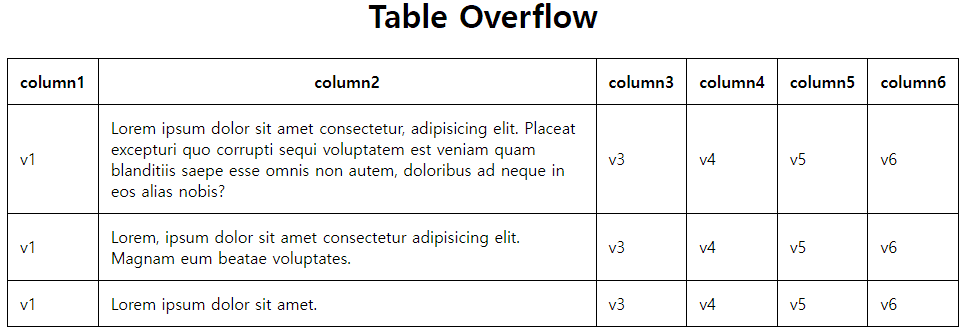 Table Overflow
column1 column2 column3 column4 column5 column6
v1 Lorem ipsum dolor sit amet consectetur, adipisicing elit. Placeat
excepturi quo corrupti sequi voluptatem est veniam quam
blanditiis saepe esse omnis non autem, doloribus ad neque in
eos alias nobis? v3 v4 v5 v6
v1 Lorem, ipsum dolor sit amet consectetur adipisicing elit.
Magnam eum beatae voluptates. v3 v4 v5 v6
v1 Lorem ipsum dolor sit amet. v3 v4 v5 v6